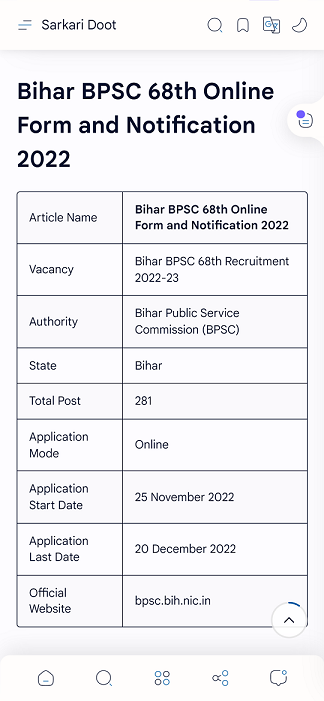 Sarkari Doot
Bihar BPSC 68th Online
Form and Notification
2022
Article Name
Bihar BPSC 68th Online
Form and Notification 2022
Vacancy
Bihar BPSC 68th Recruitment
2022-23
Authority
Bihar Public Service
Commission (BPSC)
State
Bihar
Total Post
281
Application
Mode
Online
Application
Start Date
25 November 2022
Application
Last Date
20 December 2022
Official
Website
bpsc.bih.nic.in